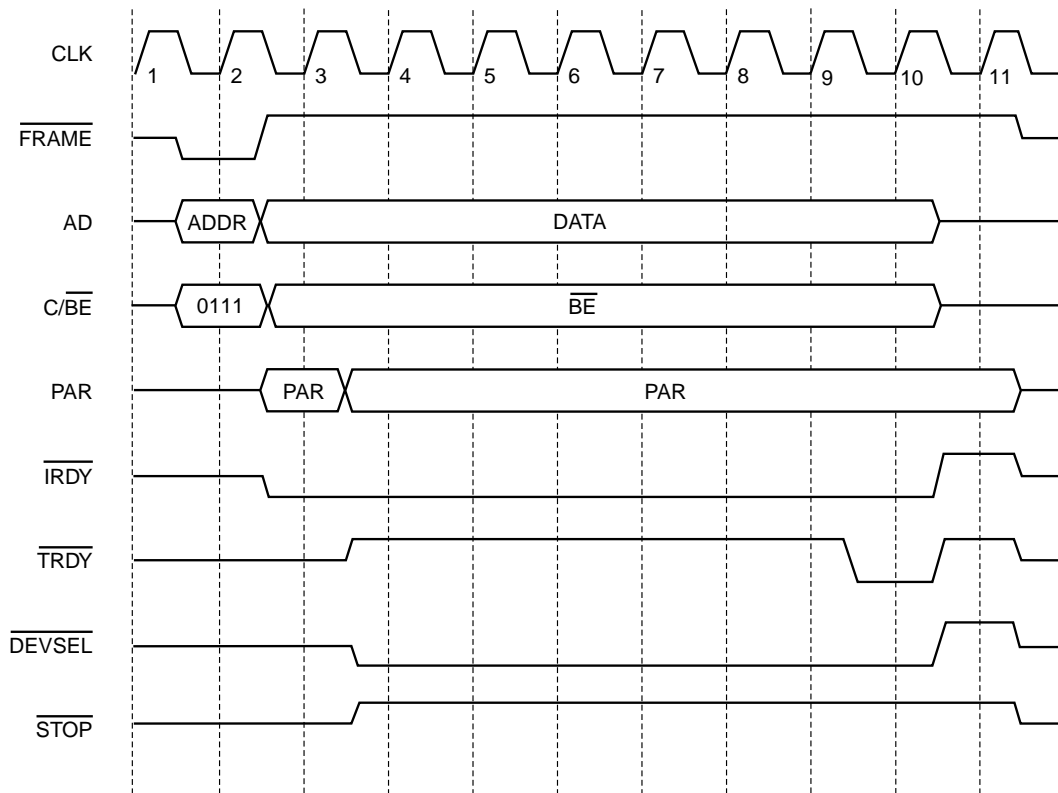 CLK
1 2 3 4 5 6 7 8 9 10 11
FRAME
AD ADDR DATA
C/BE 0111 BE
PAR PAR PAR
IRDY
TRDY
DEVSEL
STOP